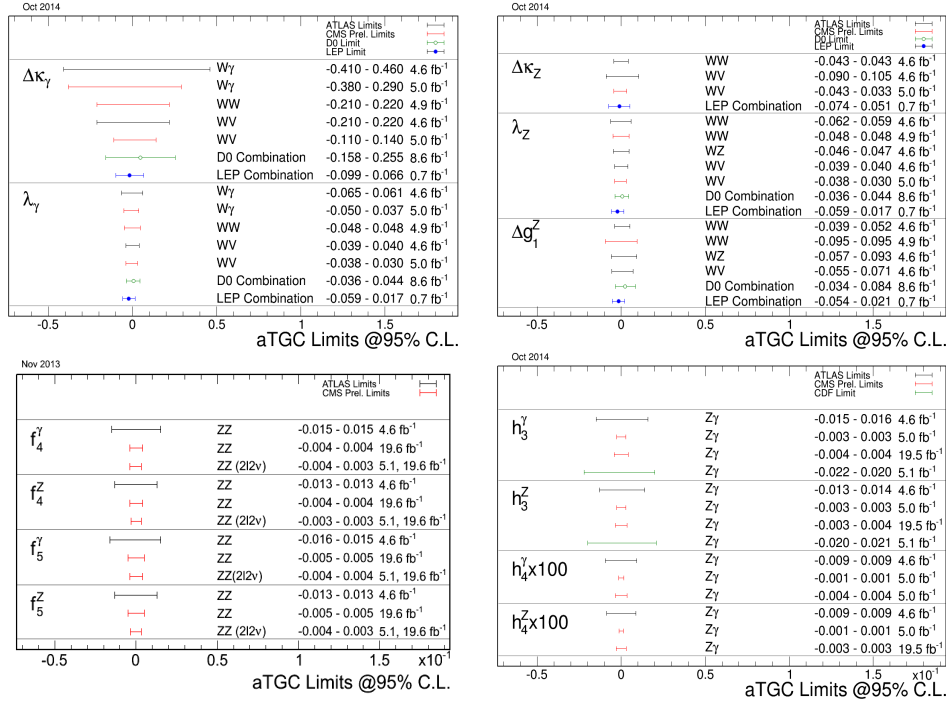 Oct 2014
ATLAS Limits
CMS Prel. Limits
D0 Limit
LEP Limit
Δκγ
Wγ -0.410 - 0.460 4.6 fb⁻¹
Wγ -0.380 - 0.290 5.0 fb⁻¹
WW -0.210 - 0.220 4.9 fb⁻¹
WV -0.210 - 0.220 4.6 fb⁻¹
WV -0.110 - 0.140 5.0 fb⁻¹
D0 Combination -0.158 - 0.255 8.6 fb⁻¹
LEP Combination -0.099 - 0.066 0.7 fb⁻¹
λγ
Wγ -0.065 - 0.061 4.6 fb⁻¹
Wγ -0.050 - 0.037 5.0 fb⁻¹
WW -0.048 - 0.048 4.9 fb⁻¹
WV -0.039 - 0.040 4.6 fb⁻¹
WV -0.038 - 0.030 5.0 fb⁻¹
D0 Combination -0.036 - 0.044 8.6 fb⁻¹
LEP Combination -0.059 - 0.017 0.7 fb⁻¹
-0.5 0 0.5 1 1.5
aTGC Limits @95% C.L.
Oct 2014
ATLAS Limits
CMS Prel. Limits
D0 Limit
LEP Limit
ΔκZ
WW -0.043 - 0.043 4.6 fb⁻¹
WV -0.090 - 0.105 4.6 fb⁻¹
WV -0.043 - 0.033 5.0 fb⁻¹
LEP Combination -0.074 - 0.051 0.7 fb⁻¹
λZ
WW -0.062 - 0.059 4.6 fb⁻¹
WW -0.048 - 0.048 4.9 fb⁻¹
WZ -0.046 - 0.047 4.6 fb⁻¹
WV -0.039 - 0.040 4.6 fb⁻¹
WV -0.038 - 0.030 5.0 fb⁻¹
D0 Combination -0.036 - 0.044 8.6 fb⁻¹
LEP Combination -0.059 - 0.017 0.7 fb⁻¹
Δg₁ᶻ
WW -0.039 - 0.052 4.6 fb⁻¹
WW -0.095 - 0.095 4.9 fb⁻¹
WZ -0.057 - 0.093 4.6 fb⁻¹
WV -0.055 - 0.071 4.6 fb⁻¹
D0 Combination -0.034 - 0.084 8.6 fb⁻¹
LEP Combination -0.054 - 0.021 0.7 fb⁻¹
-0.5 0 0.5 1 1.5
aTGC Limits @95% C.L.
Nov 2013
ATLAS Limits
CMS Prel. Limits
f₄ᵞ
ZZ -0.015 - 0.015 4.6 fb⁻¹
ZZ -0.004 - 0.004 19.6 fb⁻¹
ZZ (2l2ν) -0.004 - 0.003 5.1, 19.6 fb⁻¹
f₄ᶻ
ZZ -0.013 - 0.013 4.6 fb⁻¹
ZZ -0.004 - 0.004 19.6 fb⁻¹
ZZ (2l2ν) -0.003 - 0.003 5.1, 19.6 fb⁻¹
f₅ᵞ
ZZ -0.016 - 0.015 4.6 fb⁻¹
ZZ -0.005 - 0.005 19.6 fb⁻¹
ZZ(2l2ν) -0.004 - 0.004 5.1, 19.6 fb⁻¹
f₅ᶻ
ZZ -0.013 - 0.013 4.6 fb⁻¹
ZZ -0.005 - 0.005 19.6 fb⁻¹
ZZ (2l2ν) -0.004 - 0.003 5.1, 19.6 fb⁻¹
-0.5 0 0.5 1 1.5 x10⁻¹
aTGC Limits @95% C.L.
Oct 2014
ATLAS Limits
CMS Prel. Limits
CDF Limit
h₃ᵞ
Zγ -0.015 - 0.016 4.6 fb⁻¹
Zγ -0.003 - 0.003 5.0 fb⁻¹
Zγ -0.004 - 0.004 19.5 fb⁻¹
Zγ -0.022 - 0.020 5.1 fb⁻¹
h₃ᶻ
Zγ -0.013 - 0.014 4.6 fb⁻¹
Zγ -0.003 - 0.003 5.0 fb⁻¹
Zγ -0.003 - 0.004 19.5 fb⁻¹
Zγ -0.020 - 0.021 5.1 fb⁻¹
h₄ᵞx100
Zγ -0.009 - 0.009 4.6 fb⁻¹
Zγ -0.001 - 0.001 5.0 fb⁻¹
Zγ -0.004 - 0.004 5.0 fb⁻¹
h₄ᶻx100
Zγ -0.009 - 0.009 4.6 fb⁻¹
Zγ -0.001 - 0.001 5.0 fb⁻¹
Zγ -0.003 - 0.003 19.5 fb⁻¹
-0.5 0 0.5 1 1.5 x10⁻¹
aTGC Limits @95% C.L.